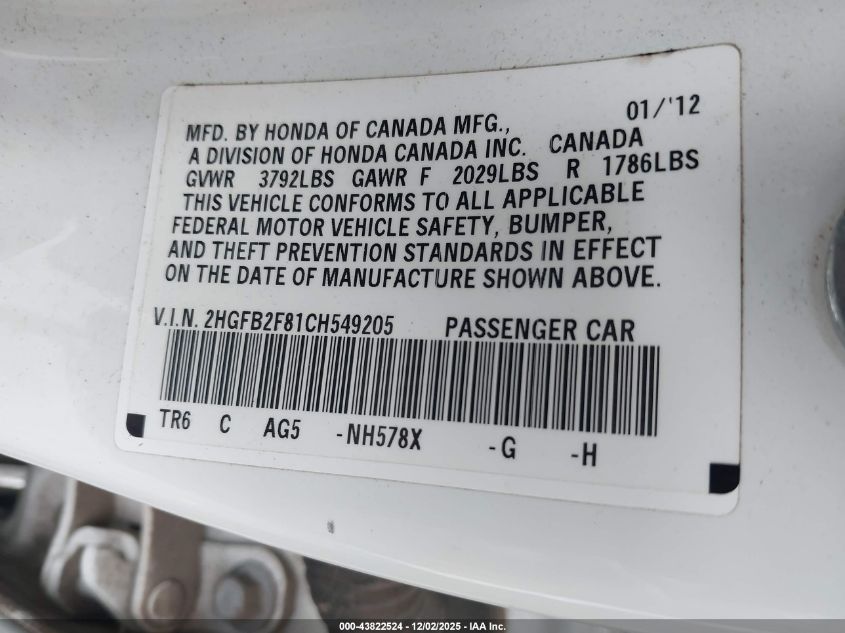 01/'12
MFD. BY HONDA OF CANADA MFG.,
A DIVISION OF HONDA CANADA INC. CANADA
GVWR 3792LBS GAWR F 2029LBS R 1786LBS
THIS VEHICLE CONFORMS TO ALL APPLICABLE
FEDERAL MOTOR VEHICLE SAFETY, BUMPER,
AND THEFT PREVENTION STANDARDS IN EFFECT
ON THE DATE OF MANUFACTURE SHOWN ABOVE.
V.I.N. 2HGFB2F81CH549205 PASSENGER CAR
TR6 C AG5 -NH578X -G -H
000-43822524 - 12/02/2025 - IAA Inc.